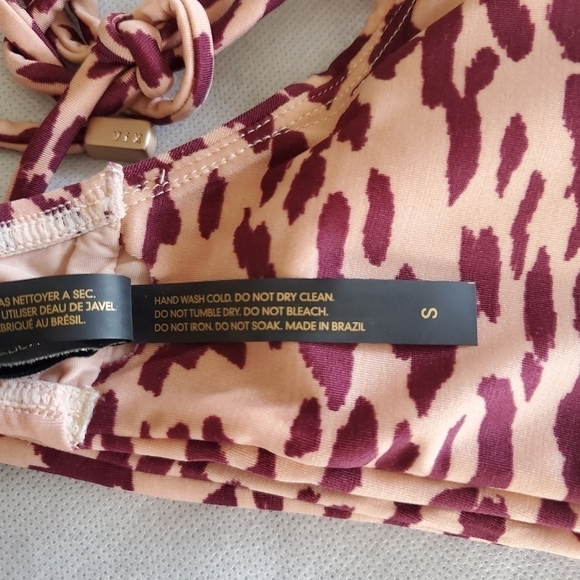 VIX
AS NETTOYER A SEC.
UTILISER DEAU DE JAVEL
BRIQUÉ AU BRÉSIL.
HAND WASH COLD. DO NOT DRY CLEAN.
DO NOT TUMBLE DRY. DO NOT BLEACH.
DO NOT IRON. DO NOT SOAK. MADE IN BRAZIL
S